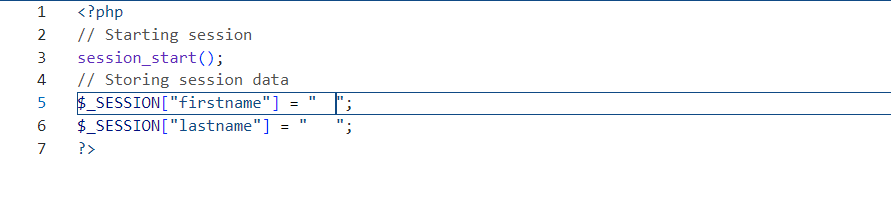 1 <?php
2 // Starting session
3 session_start();
4 // Storing session data
5 $_SESSION["firstname"] = "  ";
6 $_SESSION["lastname"] = "   ";
7 ?>